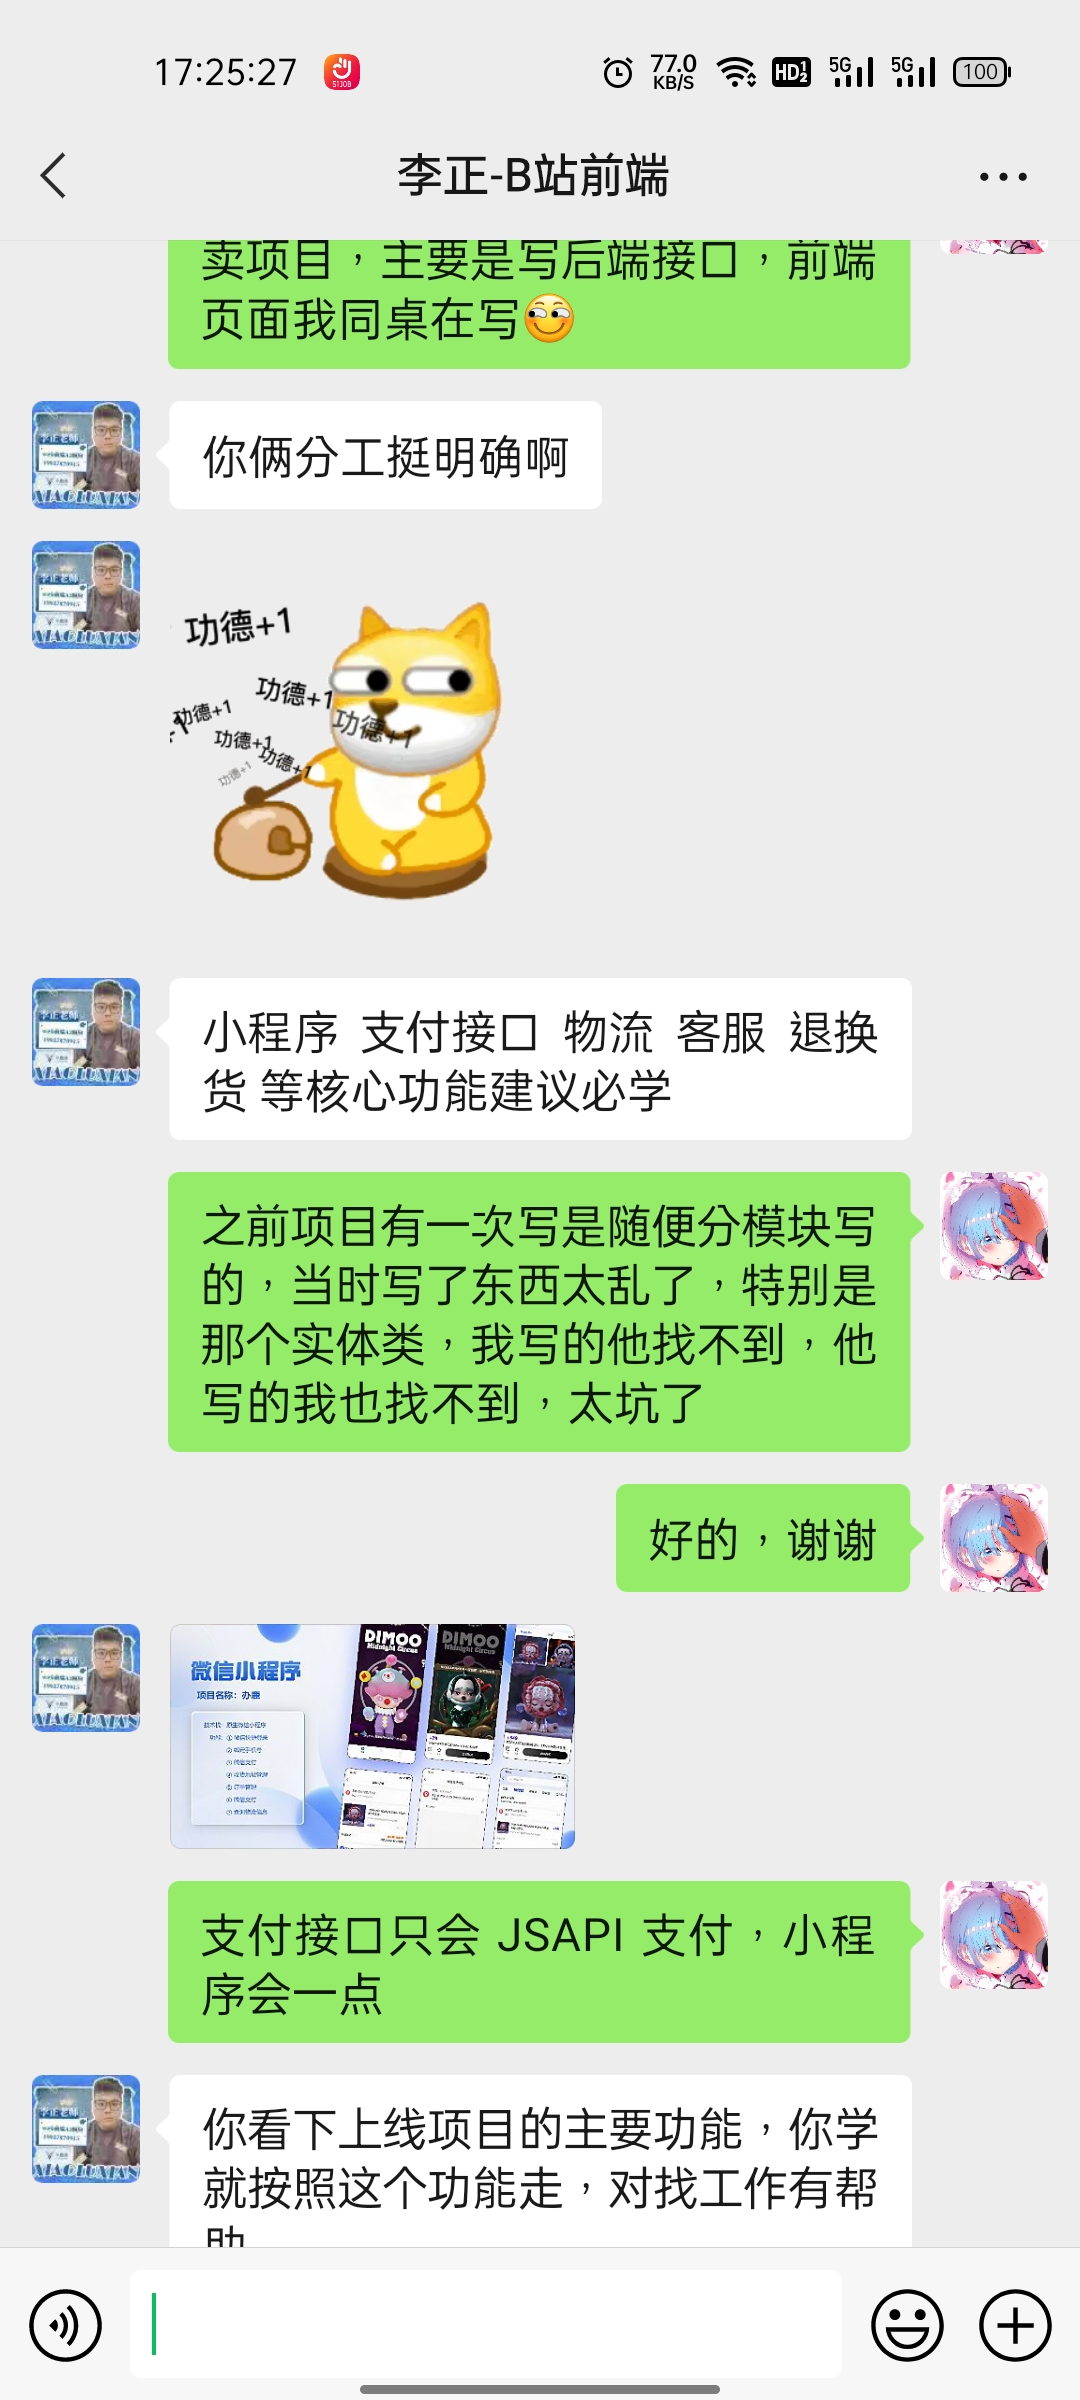 17:25:27
51JOB
77.0
KB/S
HD
5G
5G
100
李正-B站前端
卖项目，主要是写后端接口，前端
页面我同桌在写
你俩分工挺明确啊
功德+1
功德+1
功德+1
功德+1
功德+1
功德+1
功德+1
小程序 支付接口 物流 客服 退换
货 等核心功能建议必学
之前项目有一次写是随便分模块写
的，当时写了东西太乱了，特别是
那个实体类，我写的他找不到，他
写的我也找不到，太坑了
好的，谢谢
微信小程序
项目名称：办鹿
DIMOO
Midnight Circus
DIMOO
Midnight Circus
支付接口只会 JSAPI 支付，小程
序会一点
你看下上线项目的主要功能，你学
就按照这个功能走，对找工作有帮
助